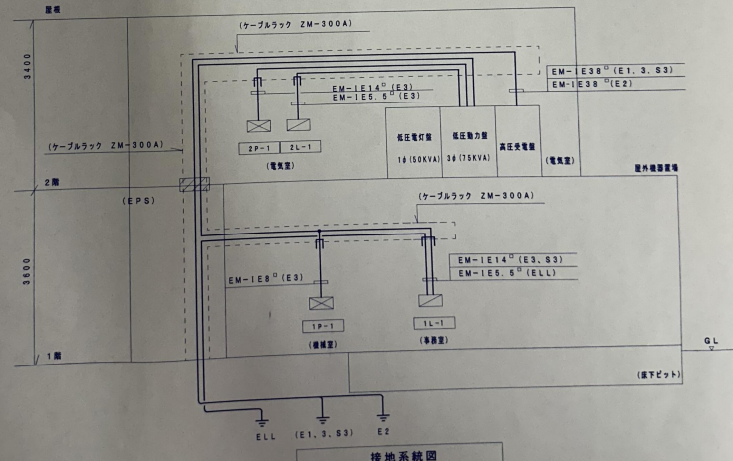 屋根
(ケーブルラック ZM-300A)
3400
EM-IE14□(E3)
EM-IE5.5□(E3)
EM-IE38□(E1,3,S3)
EM-IE38□(E2)
(ケーブルラック ZM-300A)
2P-1
2L-1
(電気室)
低圧電灯盤
1φ(50KVA)
低圧動力盤
3φ(75KVA)
高圧受電盤
(電気室)
屋外機器置場
2階
(EPS)
(ケーブルラック ZM-300A)
3600
EM-IE8□(E3)
EM-IE14□(E3、S3)
EM-IE5.5□(ELL)
1P-1
(機械室)
1L-1
(事務室)
1階
GL
(床下ピット)
ELL
(E1,3,S3)
E2
接地系統図